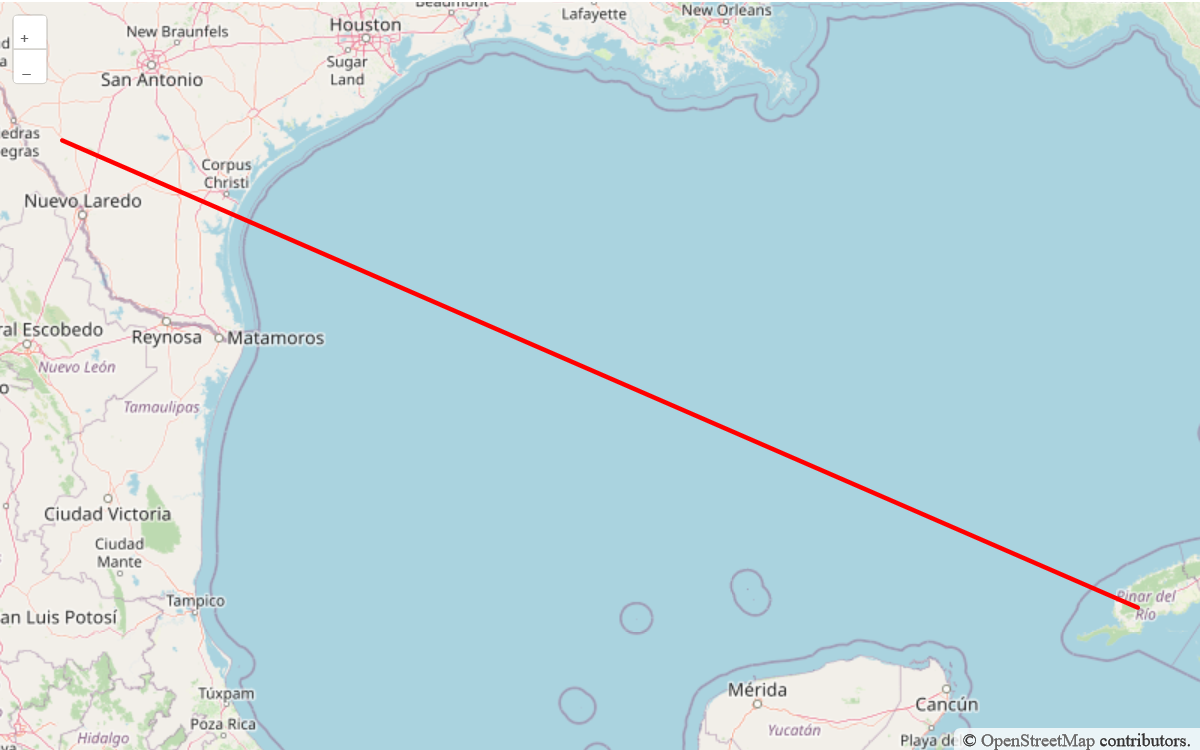 +
–
Beaumont
Lafayette
New Orleans
Houston
New Braunfels
Sugar
Land
San Antonio
edras
egras
Corpus
Christi
Nuevo Laredo
ral Escobedo
Reynosa
Matamoros
Nuevo León
Tamaulipas
Ciudad Victoria
Ciudad
Mante
Tampico
an Luis Potosí
Pinar del
Río
Túxpam
Poza Rica
Hidalgo
Mérida
Cancún
Yucatán
Playa de
© OpenStreetMap contributors.